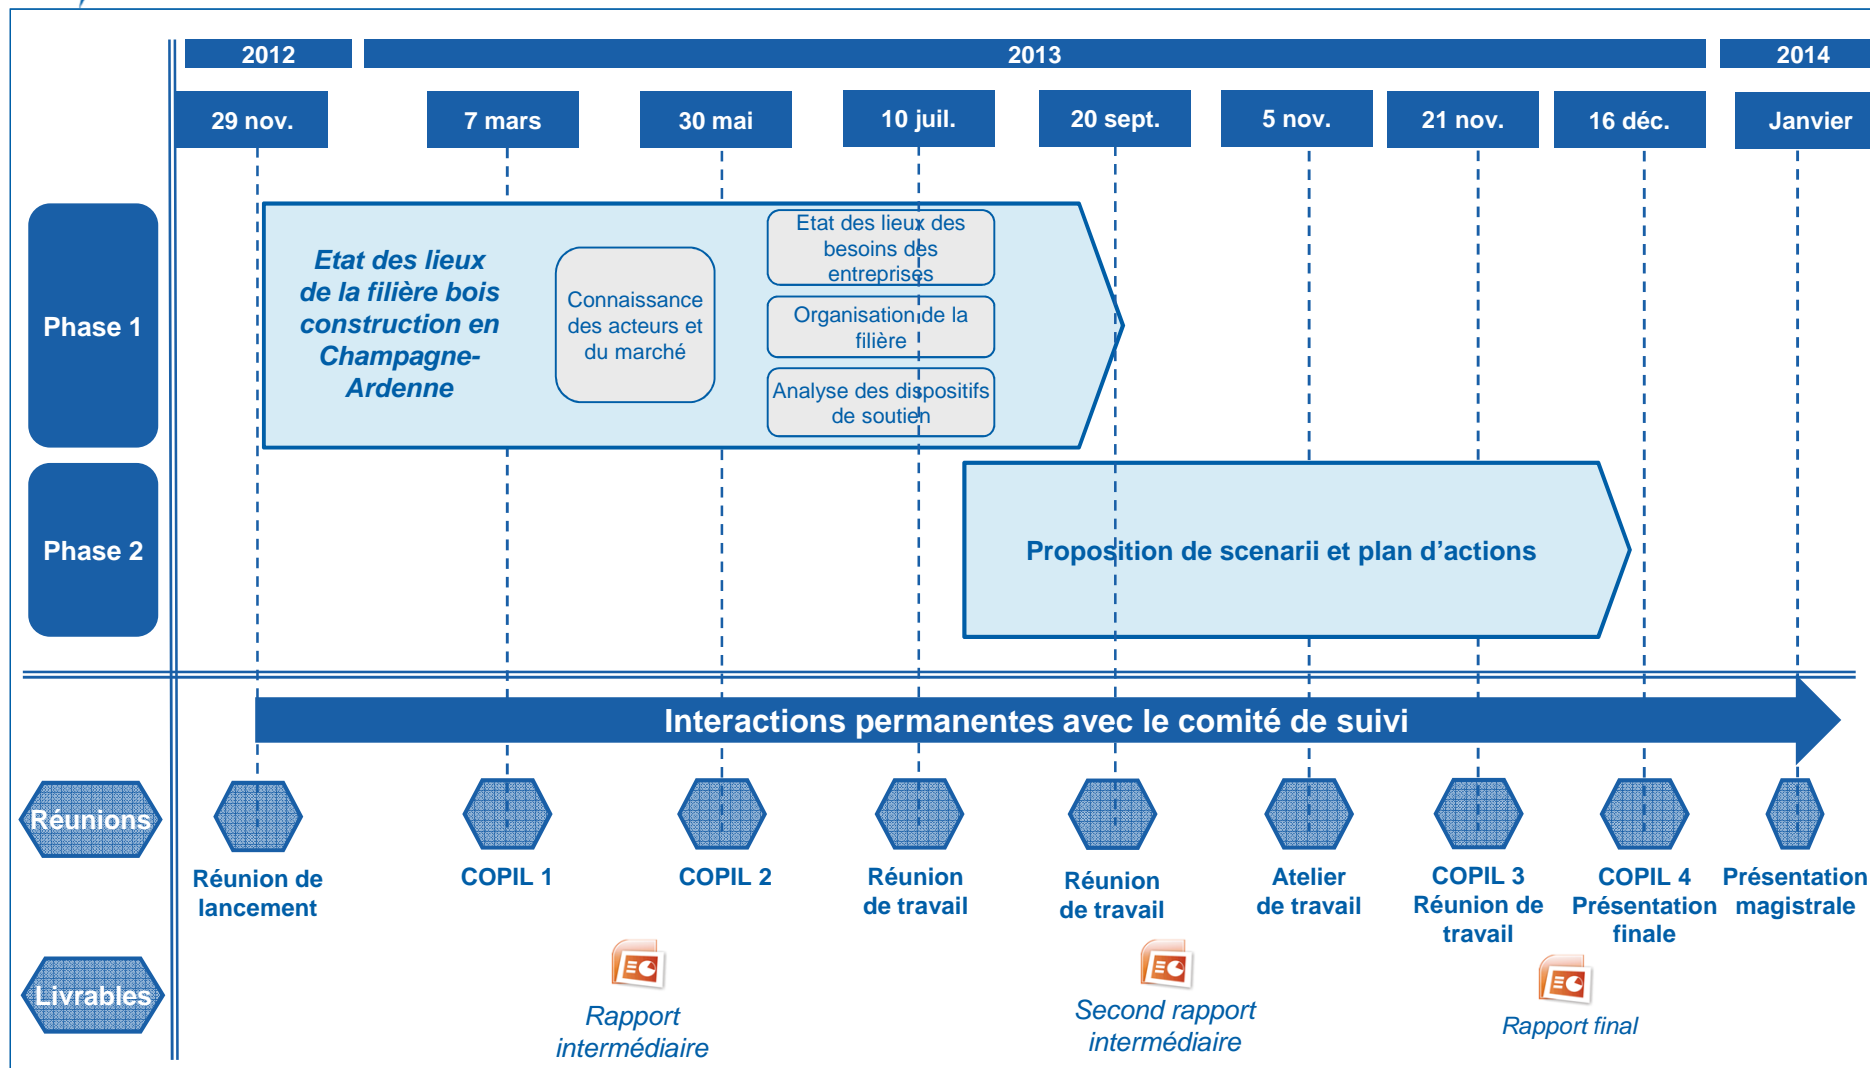 2012
2013
2014
29 nov.
7 mars
30 mai
10 juil.
20 sept.
5 nov.
21 nov.
16 déc.
Janvier
Phase 1
Etat des lieux
de la filière bois
construction en
Champagne-
Ardenne
Connaissance
des acteurs et
du marché
Etat des lieux des
besoins des
entreprises
Organisation de la
filière
Analyse des dispositifs
de soutien
Phase 2
Proposition de scenarii et plan d'actions
Interactions permanentes avec le comité de suivi
Réunions
Réunion de
lancement
COPIL 1
COPIL 2
Réunion
de travail
Réunion
de travail
Atelier
de travail
COPIL 3
Réunion de
travail
COPIL 4
Présentation
finale
Présentation
magistrale
Livrables
Rapport
intermédiaire
Second rapport
intermédiaire
Rapport final